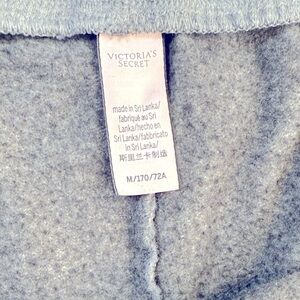 VICTORIA'S
SECRET
made in Sri Lanka/
fabriqué au Sri
Lanka/hecho en
Sri Lanka/fabbricato
in Sri Lanka/
斯里兰卡制造
M/170/72A